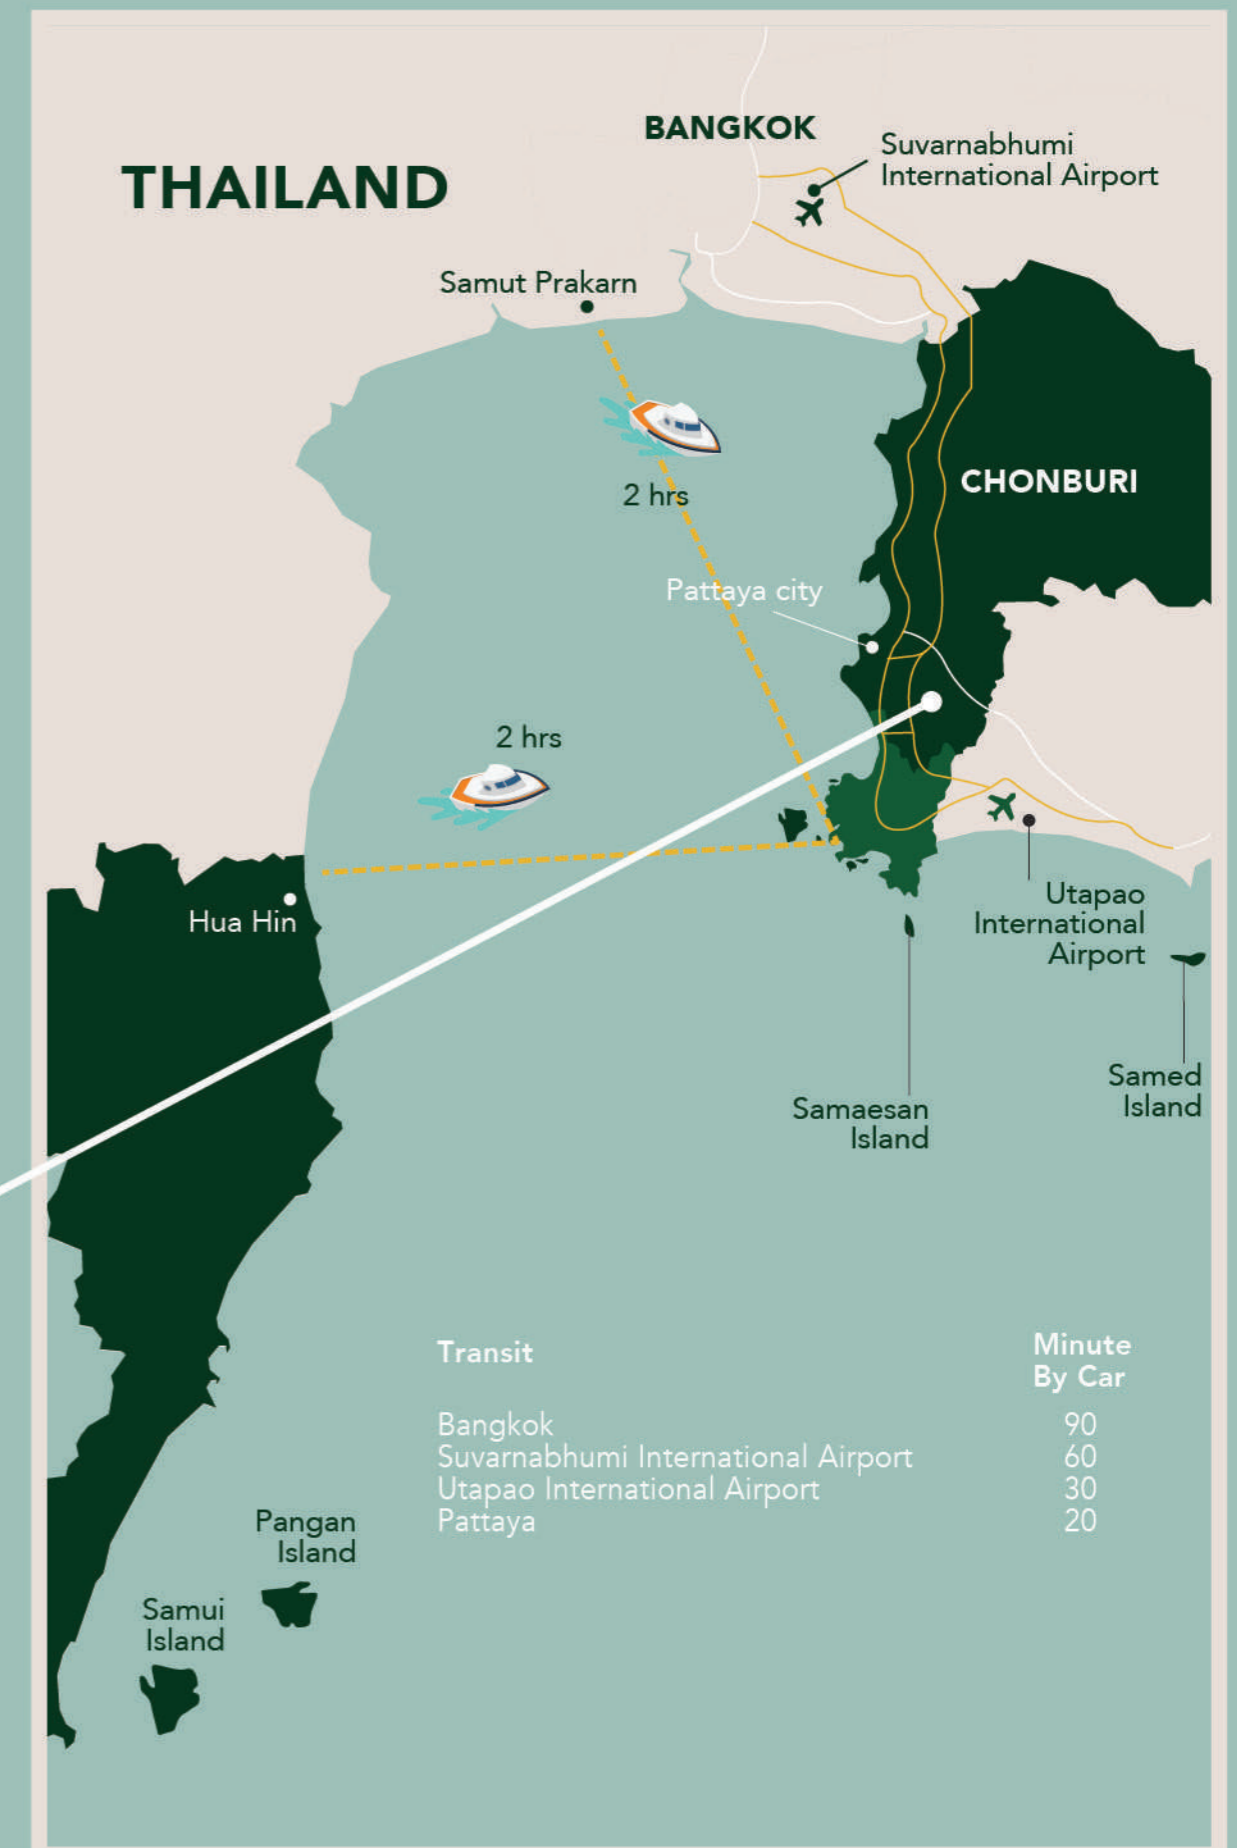 BANGKOK
Suvarnabhumi
International Airport
THAILAND
Samut Prakarn
CHONBURI
2 hrs
Pattaya city
2 hrs
Hua Hin
Utapao
International
Airport
Samed
Island
Samaesan
Island
Transit Minute
By Car
Bangkok 90
Suvarnabhumi International Airport 60
Utapao International Airport 30
Pattaya 20
Pangan
Island
Samui
Island